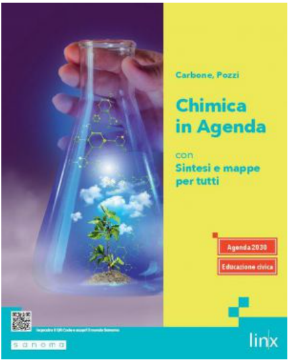 Carbone, Pozzi
Chimica
in Agenda
con
Sintesi e mappe
per tutti
Agenda 2030
Educazione civica
sanoma
linx